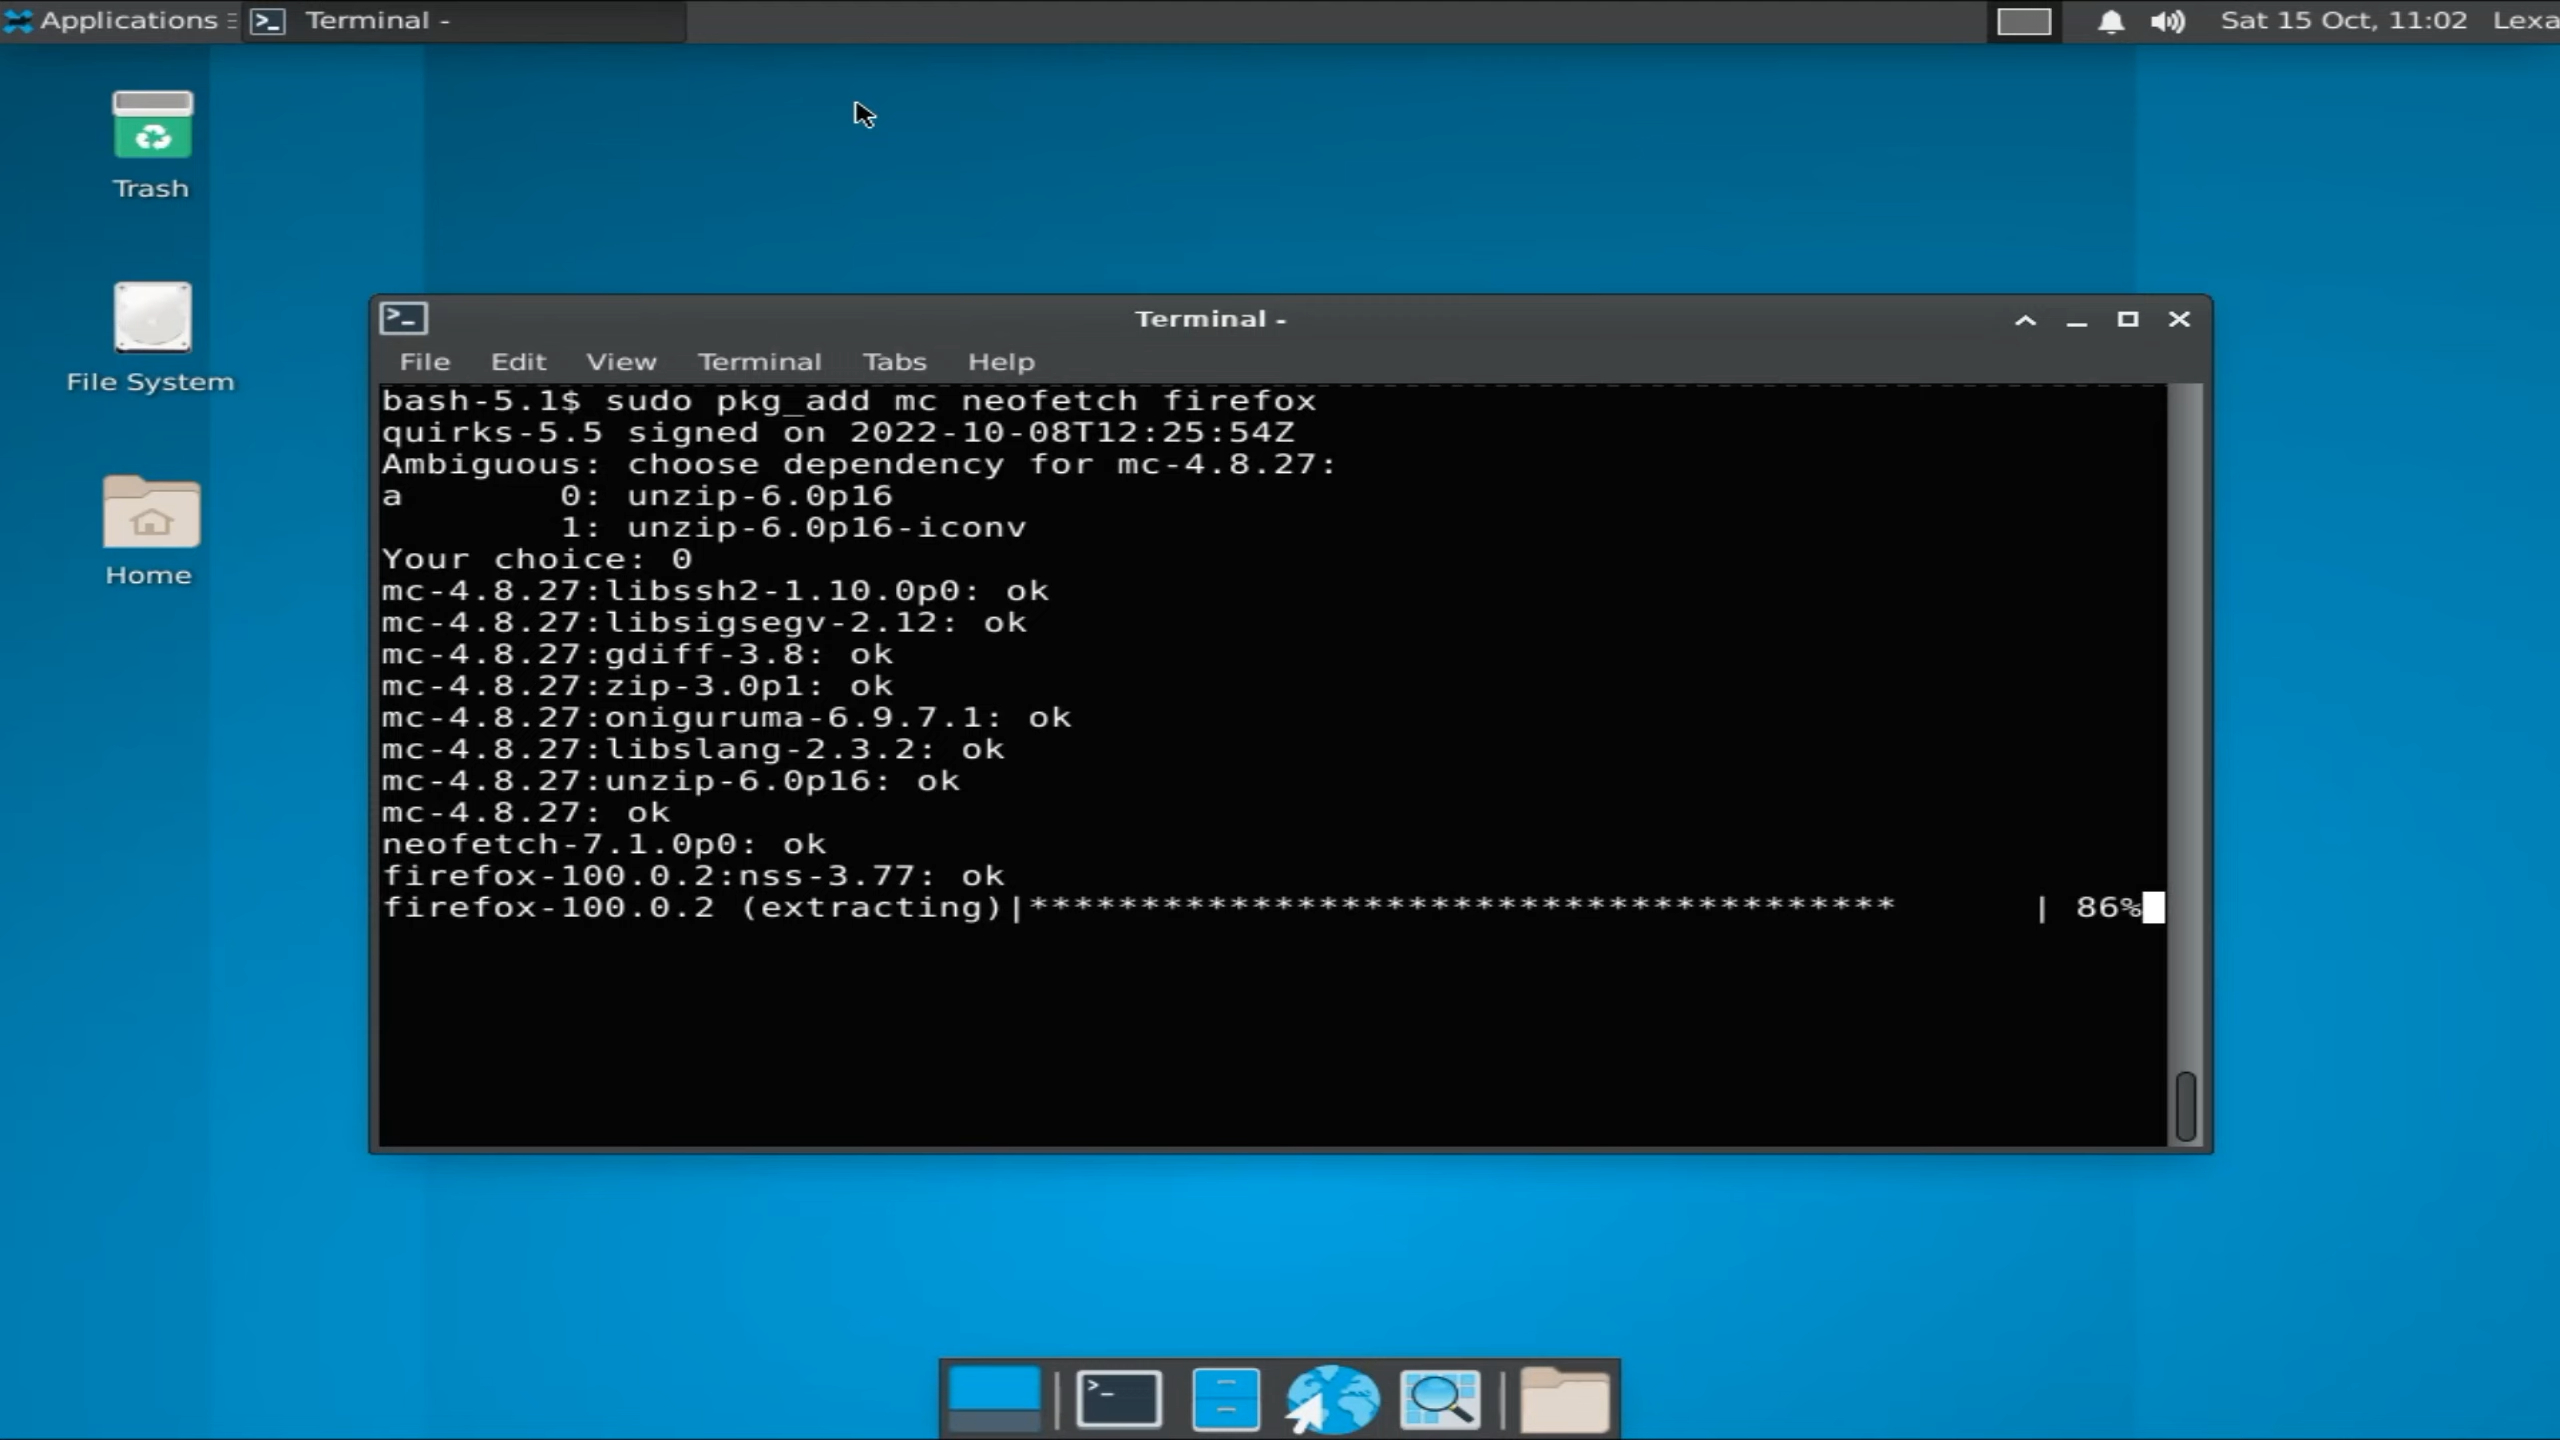 Applications
Terminal -
Sat 15 Oct, 11:02
Lexa
Trash
File System
Home
Terminal -
File Edit View Terminal Tabs Help
bash-5.1$ sudo pkg_add mc neofetch firefox
quirks-5.5 signed on 2022-10-08T12:25:54Z
Ambiguous: choose dependency for mc-4.8.27:
a       0: unzip-6.0p16
        1: unzip-6.0p16-iconv
Your choice: 0
mc-4.8.27:libssh2-1.10.0p0: ok
mc-4.8.27:libsigsegv-2.12: ok
mc-4.8.27:gdiff-3.8: ok
mc-4.8.27:zip-3.0p1: ok
mc-4.8.27:oniguruma-6.9.7.1: ok
mc-4.8.27:libslang-2.3.2: ok
mc-4.8.27:unzip-6.0p16: ok
mc-4.8.27: ok
neofetch-7.1.0p0: ok
firefox-100.0.2:nss-3.77: ok
firefox-100.0.2 (extracting)|***************************************       | 86%